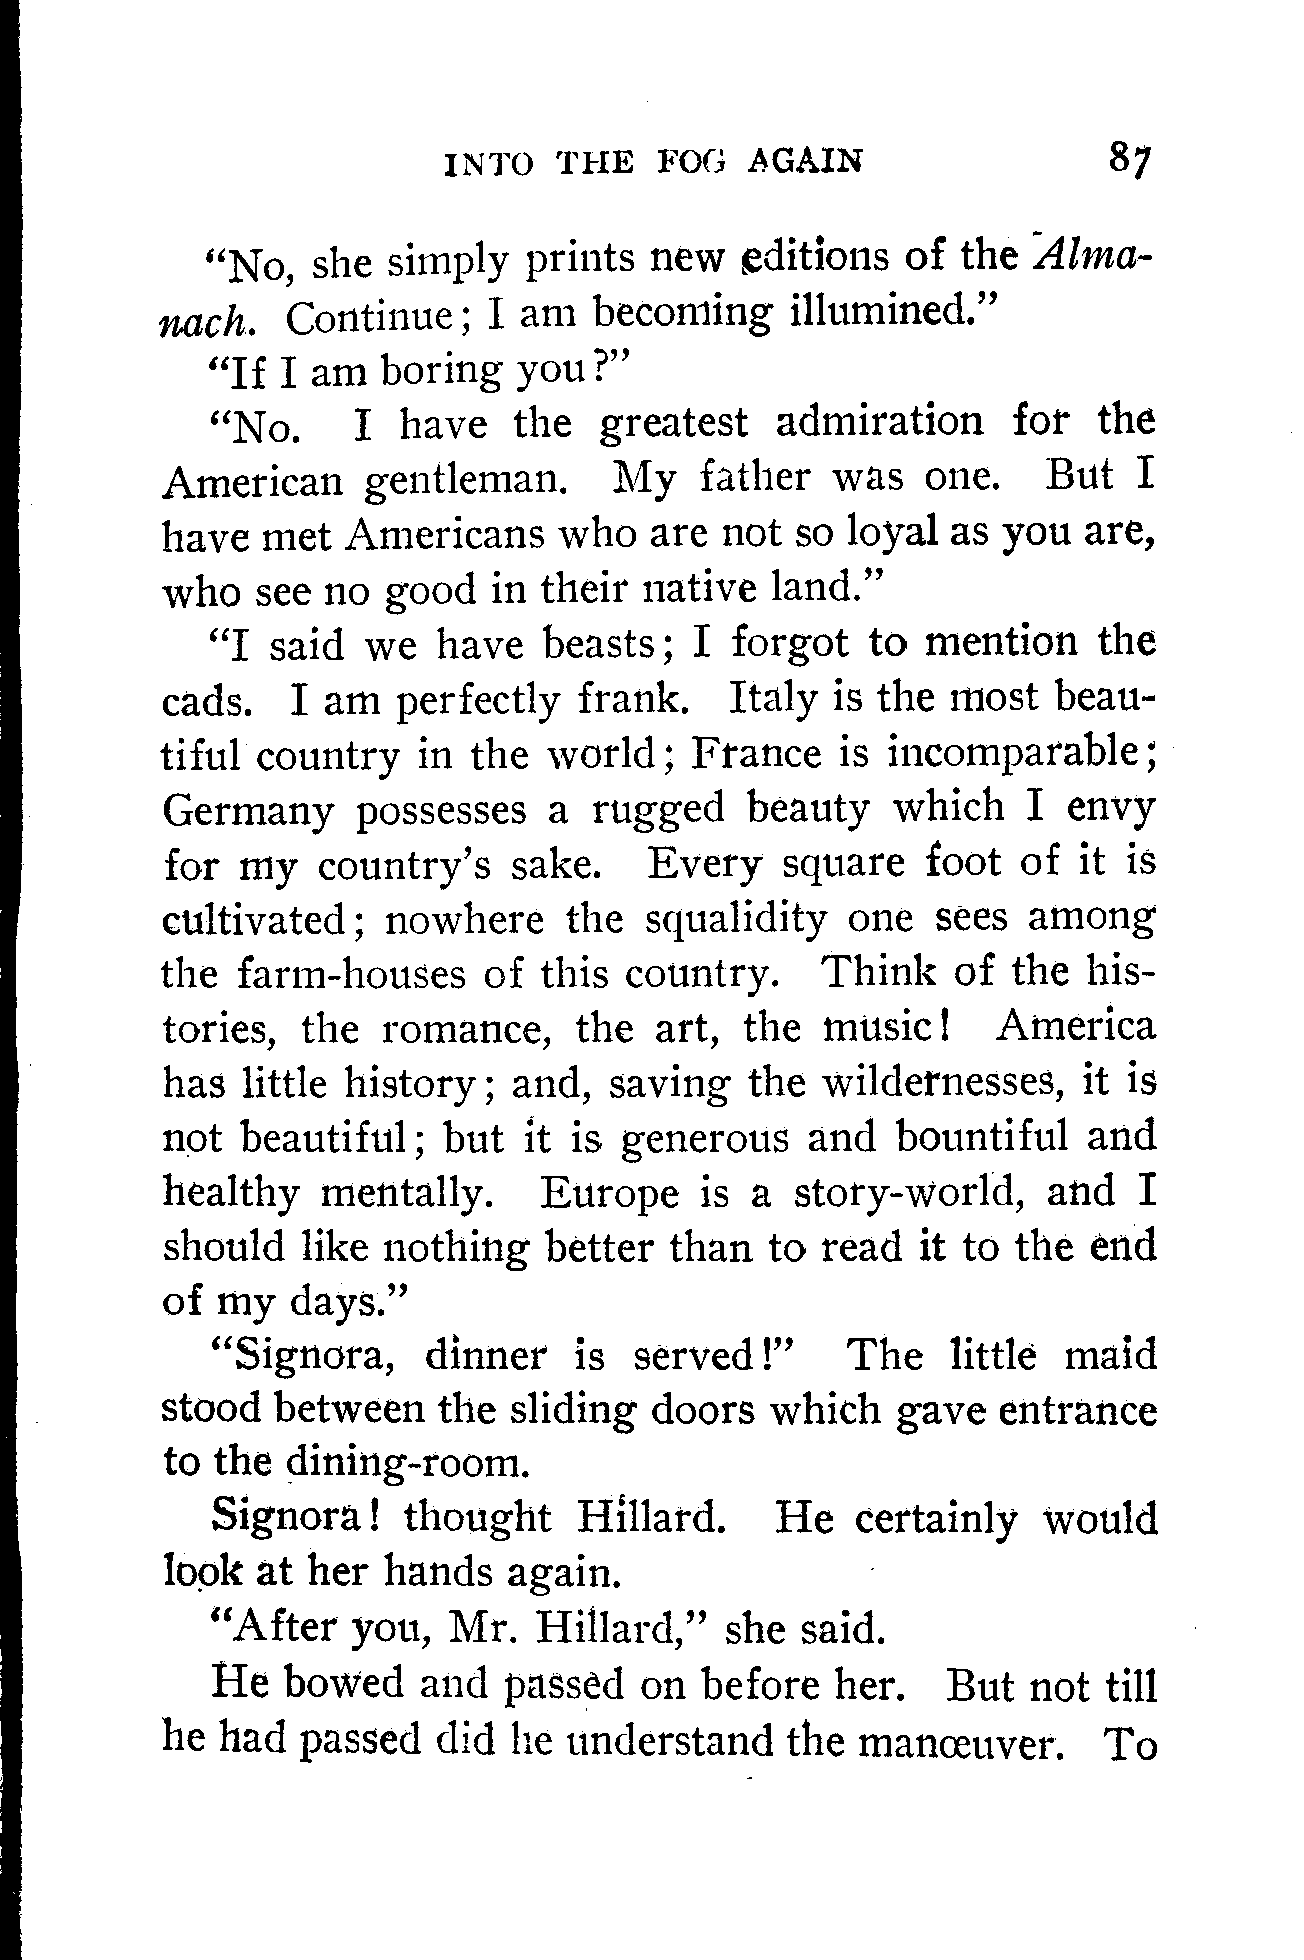 INTO THE FOG AGAIN 87
"No, she simply prints new editions of the Alma-
nach. Continue; I am becoming illumined."
"If I am boring you?"
"No. I have the greatest admiration for the
American gentleman. My father was one. But I
have met Americans who are not so loyal as you are,
who see no good in their native land."
"I said we have beasts; I forgot to mention the
cads. I am perfectly frank. Italy is the most beau-
tiful country in the world; France is incomparable;
Germany possesses a rugged beauty which I envy
for my country's sake. Every square foot of it is
cultivated; nowhere the squalidity one sees among
the farm-houses of this country. Think of the his-
tories, the romance, the art, the music! America
has little history; and, saving the wildernesses, it is
not beautiful; but it is generous and bountiful and
healthy mentally. Europe is a story-world, and I
should like nothing better than to read it to the end
of my days."
"Signora, dinner is served!" The little maid
stood between the sliding doors which gave entrance
to the dining-room.
Signora! thought Hillard. He certainly would
look at her hands again.
"After you, Mr. Hillard," she said.
He bowed and passed on before her. But not till
he had passed did he understand the manœuver. To